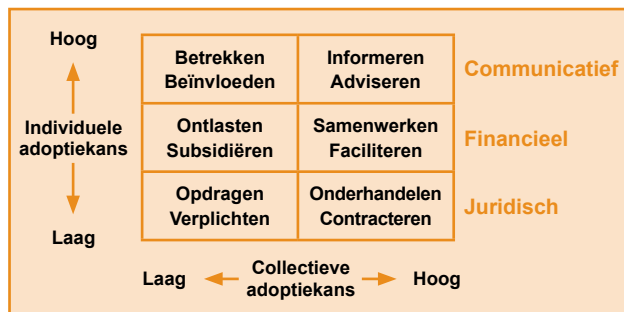 Hoog
Individuele
adoptiekans
Laag
Betrekken
Beïnvloeden
Informeren
Adviseren
Communicatief
Ontlasten
Subsidiëren
Samenwerken
Faciliteren
Financieel
Opdragen
Verplichten
Onderhandelen
Contracteren
Juridisch
Laag
Collectieve
adoptiekans
Hoog